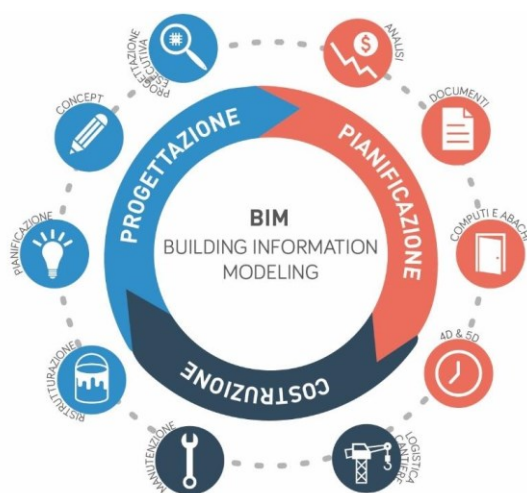 BIM
BUILDING INFORMATION
MODELING
PROGETTAZIONE
PIANIFICAZIONE
COSTRUZIONE
PROGETTAZIONE
ESECUTIVA
ANALISI
DOCUMENTI
COMPUTI E ABACHI
4D & 5D
LOGISTICA
CANTIERE
MANUTENZIONE
RISTRUTTURAZIONE
PIANIFICAZIONE
CONCEPT
$